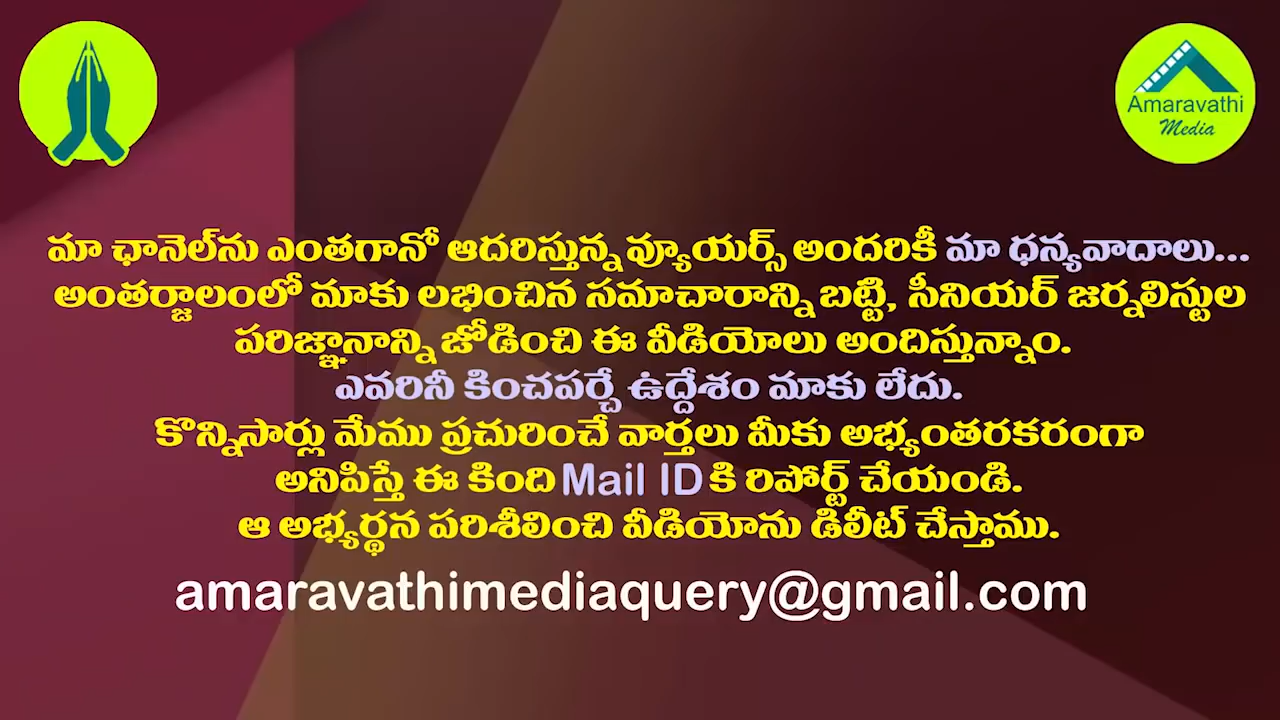 Amaravathi
Media
మా ఛానెల్‌ను ఎంతగానో ఆదరిస్తున్న వ్యూయర్స్ అందరికీ మా ధన్యవాదాలు...
అంతర్జాలంలో మాకు లభించిన సమాచారాన్ని బట్టి, సీనియర్ జర్నలిస్టుల
పరిజ్ఞానాన్ని జోడించి ఈ వీడియోలు అందిస్తున్నాం.
ఎవరినీ కించపర్చే ఉద్దేశం మాకు లేదు.
కొన్నిసార్లు మేము ప్రచురించే వార్తలు మీకు అభ్యంతరకరంగా
అనిపిస్తే ఈ కింది Mail ID కి రిపోర్ట్ చేయండి.
ఆ అభ్యర్థన పరిశీలించి వీడియోను డిలీట్ చేస్తాము.
amaravathimediaquery@gmail.com